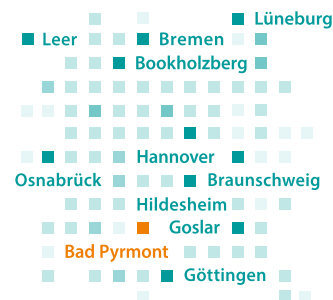 Lüneburg
Leer Bremen
Bookholzberg
Hannover
Osnabrück Braunschweig
Hildesheim
Goslar
Bad Pyrmont
Göttingen